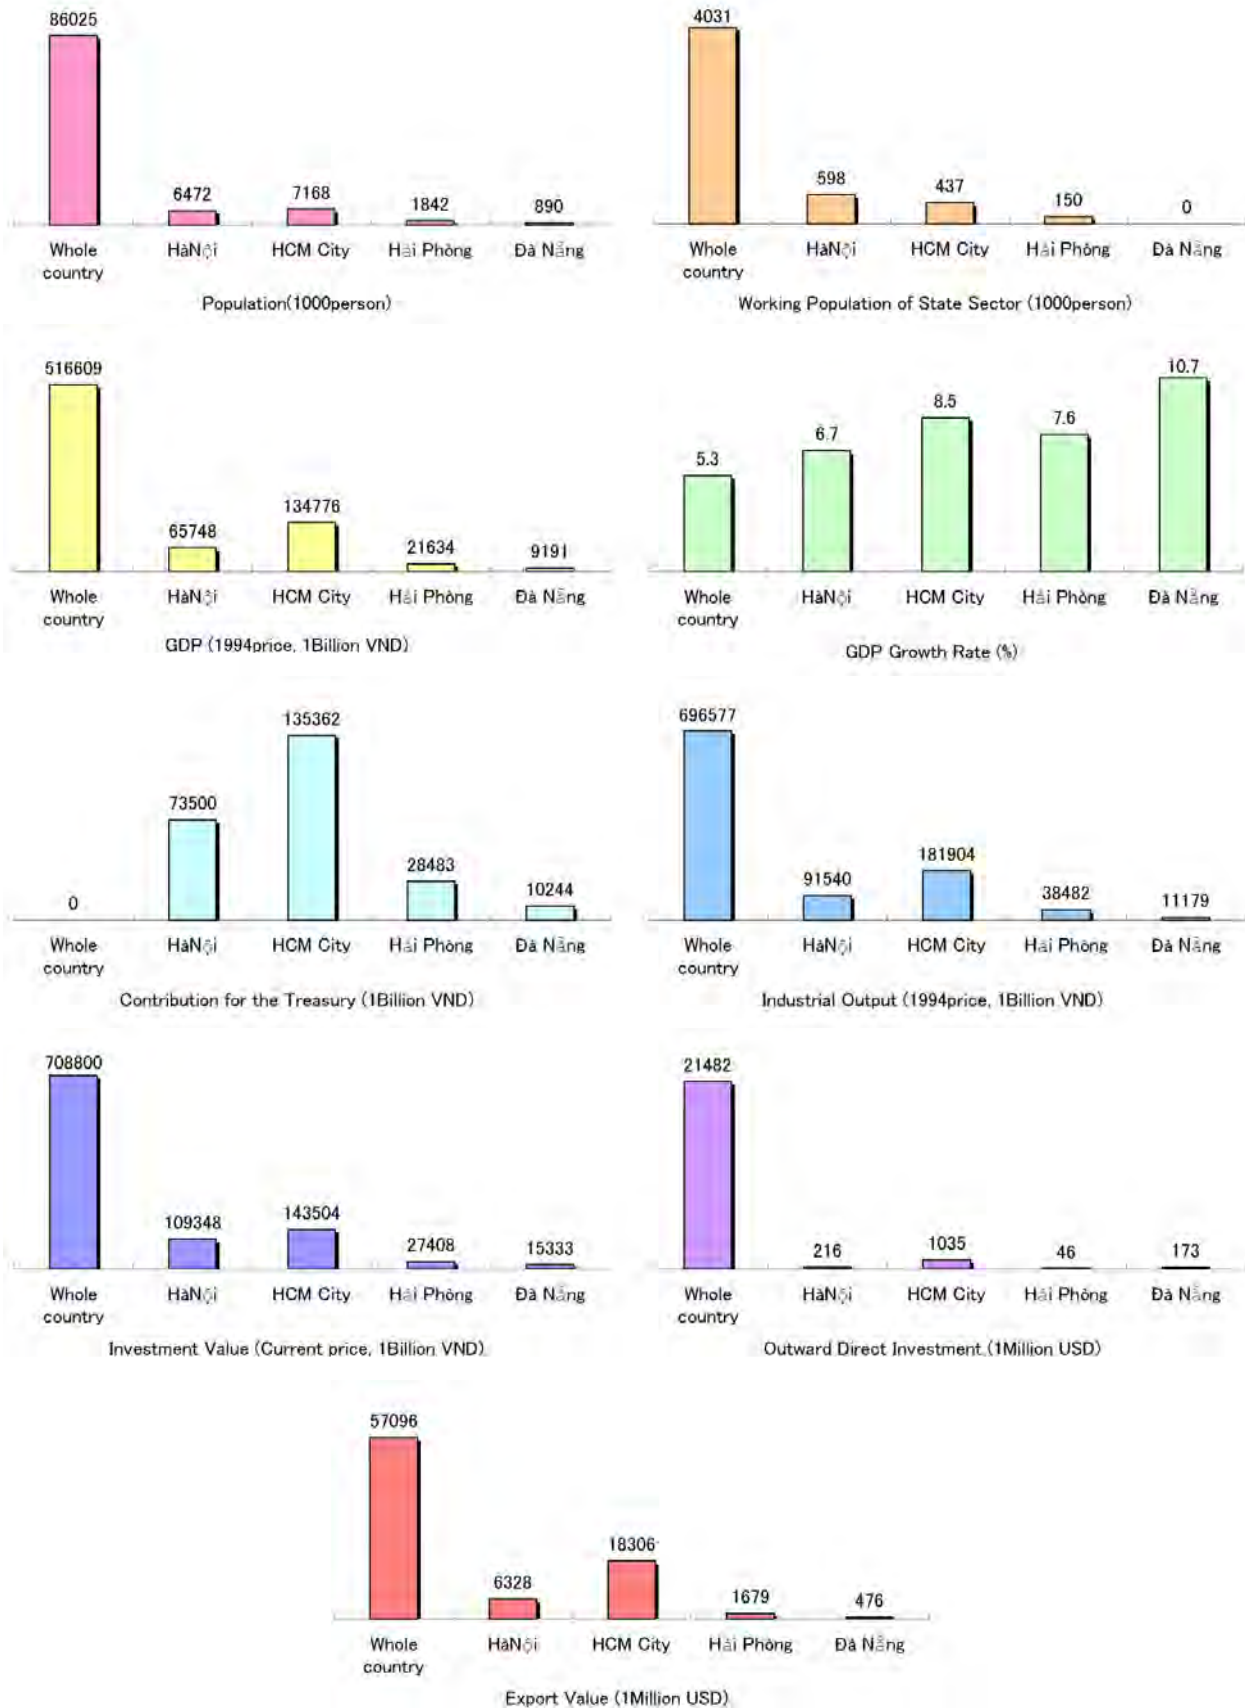 86025
6472
7168
1842
890
Whole
country
HàNội
HCM City
Hải Phòng
Đà Nẵng
Population(1000person)
4031
598
437
150
0
Whole
country
HàNội
HCM City
Hải Phòng
Đà Nẵng
Working Population of State Sector (1000person)
516609
65748
134776
21634
9191
Whole
country
HàNội
HCM City
Hải Phòng
Đà Nẵng
GDP (1994price, 1Billion VND)
5.3
6.7
8.5
7.6
10.7
Whole
country
HàNội
HCM City
Hải Phòng
Đà Nẵng
GDP Growth Rate (%)
0
73500
135362
28483
10244
Whole
country
HàNội
HCM City
Hải Phòng
Đà Nẵng
Contribution for the Treasury (1Billion VND)
696577
91540
181904
38482
11179
Whole
country
HàNội
HCM City
Hải Phòng
Đà Nẵng
Industrial Output (1994price, 1Billion VND)
708800
109348
143504
27408
15333
Whole
country
HàNội
HCM City
Hải Phòng
Đà Nẵng
Investment Value (Current price, 1Billion VND)
21482
216
1035
46
173
Whole
country
HàNội
HCM City
Hải Phòng
Đà Nẵng
Outward Direct Investment (1Million USD)
57096
6328
18306
1679
476
Whole
country
HàNội
HCM City
Hải Phòng
Đà Nẵng
Export Value (1Million USD)